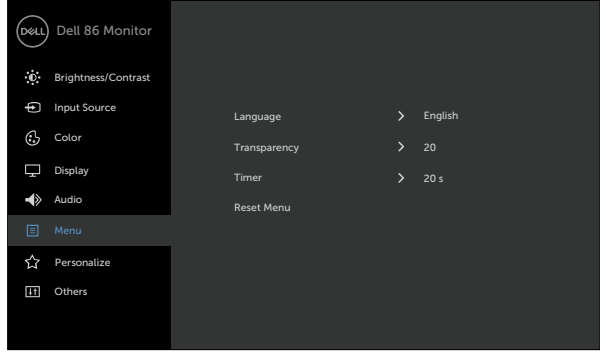 DELL Dell 86 Monitor
Brightness/Contrast
Input Source
Color
Display
Audio
Menu
Personalize
Others
Language > English
Transparency > 20
Timer > 20 s
Reset Menu